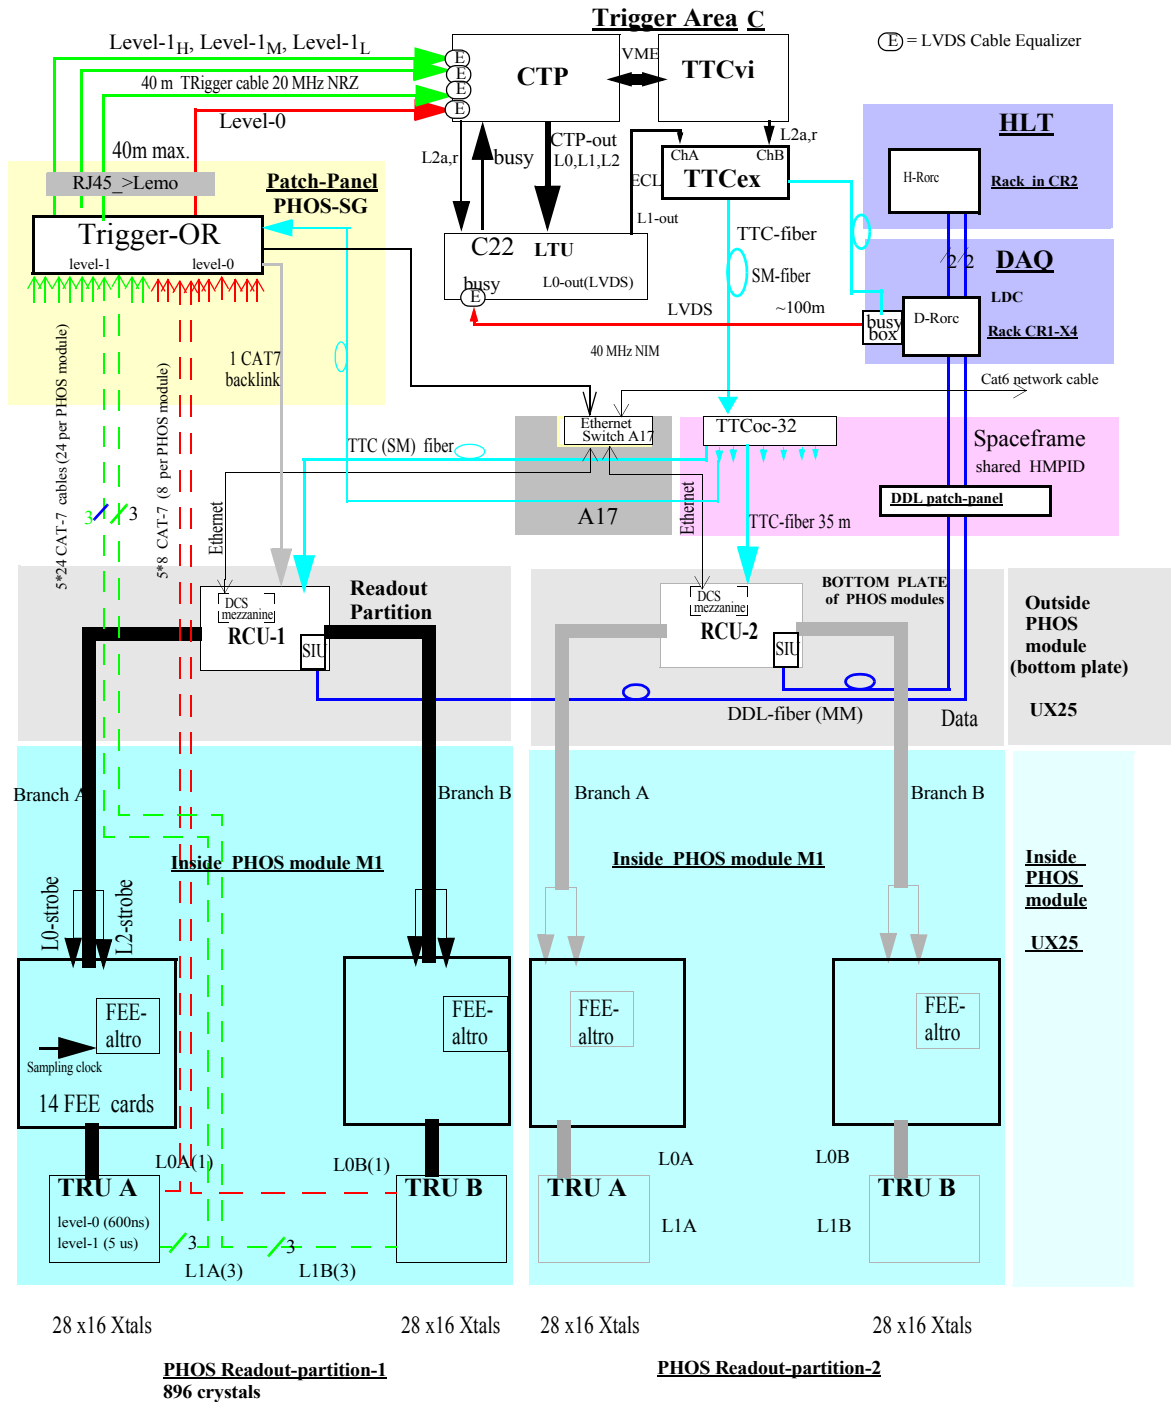 Trigger Area C
Level-1H, Level-1M, Level-1L
E = LVDS Cable Equalizer
E
E
E
E
CTP
VME
TTCvi
40 m TRigger cable 20 MHz NRZ
Level-0
40m max.
L2a,r
busy
CTP-out
L0,L1,L2
L2a,r
ChA
ChB
TTCex
ECL
L1-out
HLT
H-Rorc
Rack in CR2
RJ45_>Lemo
Patch-Panel
PHOS-SG
Trigger-OR
level-1
level-0
C22
LTU
busy
L0-out(LVDS)
E
LVDS
TTC-fiber
SM-fiber
~100m
2
2
DAQ
LDC
D-Rorc
Rack CR1-X4
busy
box
1 CAT7
backlink
40 MHz NIM
Cat6 network cable
Ethernet
Switch A17
TTCoc-32
Spaceframe
shared HMPID
DDL patch-panel
TTC (SM) fiber
A17
TTC-fiber 35 m
5*24 CAT-7 cables (24 per PHOS module)
5*8 CAT-7 (8 per PHOS module)
3
3
Ethernet
Ethernet
DCS
mezzanine
RCU-1
SIU
Readout
Partition
DCS
mezzanine
RCU-2
SIU
BOTTOM PLATE
of PHOS modules
Outside
PHOS
module
(bottom plate)
UX25
DDL-fiber (MM)
Data
Branch A
Branch B
Branch A
Branch B
Inside PHOS module M1
Inside PHOS module M1
Inside
PHOS
module
UX25
L0-strobe
L2-strobe
FEE-
altro
Sampling clock
14 FEE cards
FEE-
altro
FEE-
altro
FEE-
altro
L0A(1)
L0B(1)
L0A
L0B
TRU A
level-0 (600ns)
level-1 (5 us)
TRU B
TRU A
TRU B
3
3
L1A(3)
L1B(3)
L1A
L1B
28 x16 Xtals
28 x16 Xtals
28 x16 Xtals
28 x16 Xtals
PHOS Readout-partition-1
896 crystals
PHOS Readout-partition-2